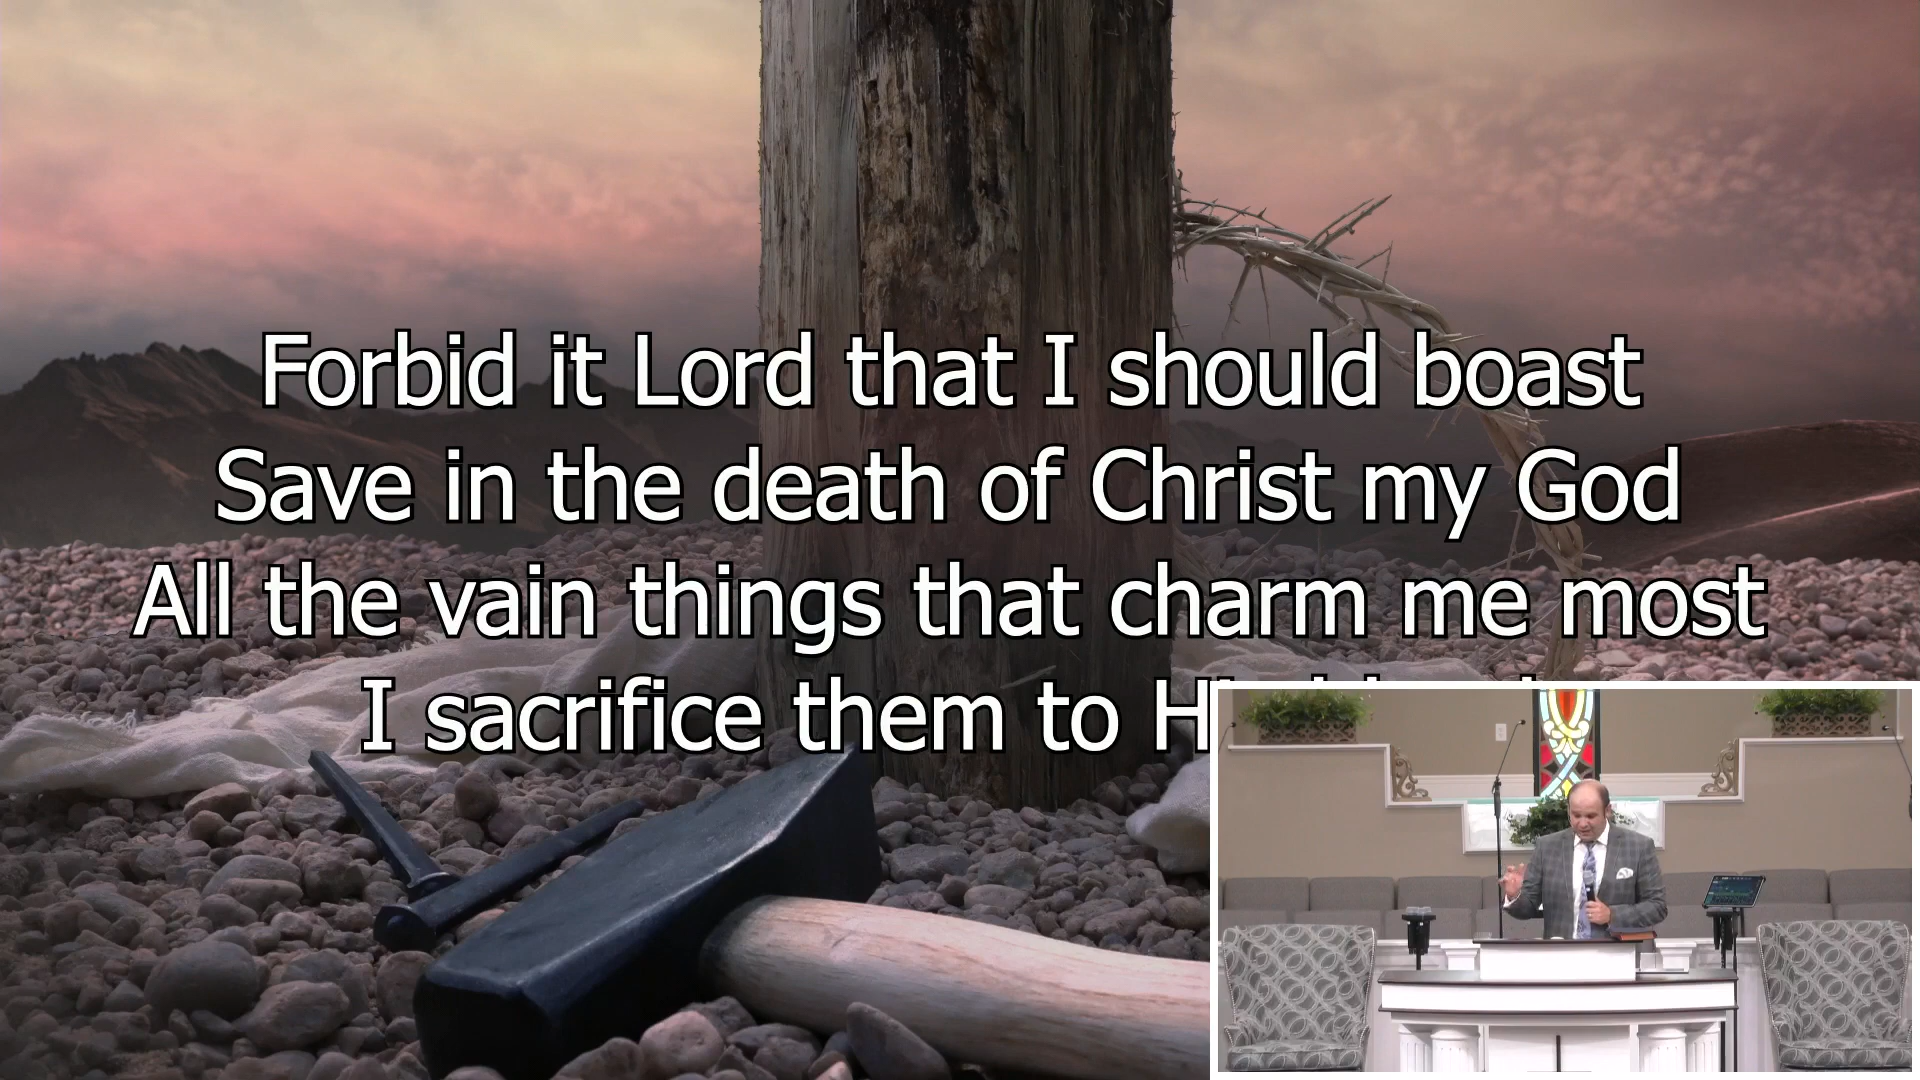 Forbid it Lord that I should boast
Save in the death of Christ my God
All the vain things that charm me most
I sacrifice them to